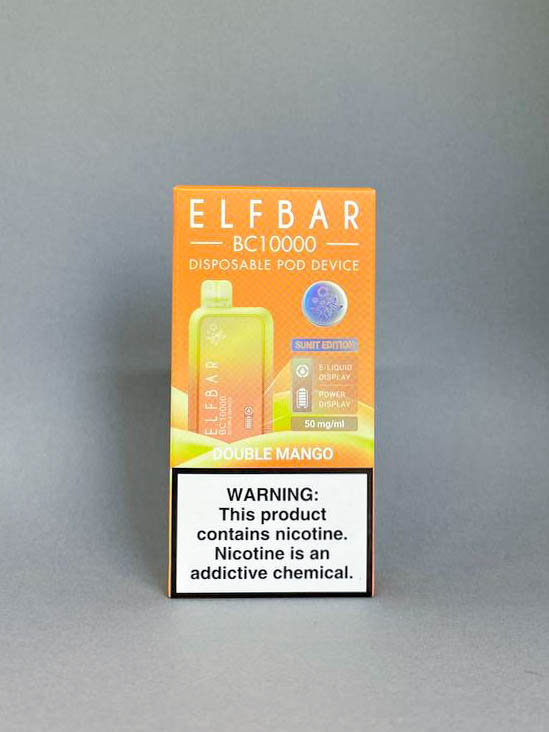 ELFBAR
BC10000
DISPOSABLE POD DEVICE
SUNIT EDITION
E-LIQUID
DISPLAY
POWER
DISPLAY
50 mg/ml
ELFBAR
BC10000
DOUBLE MANGO
WARNING:
This product
contains nicotine.
Nicotine is an
addictive chemical.